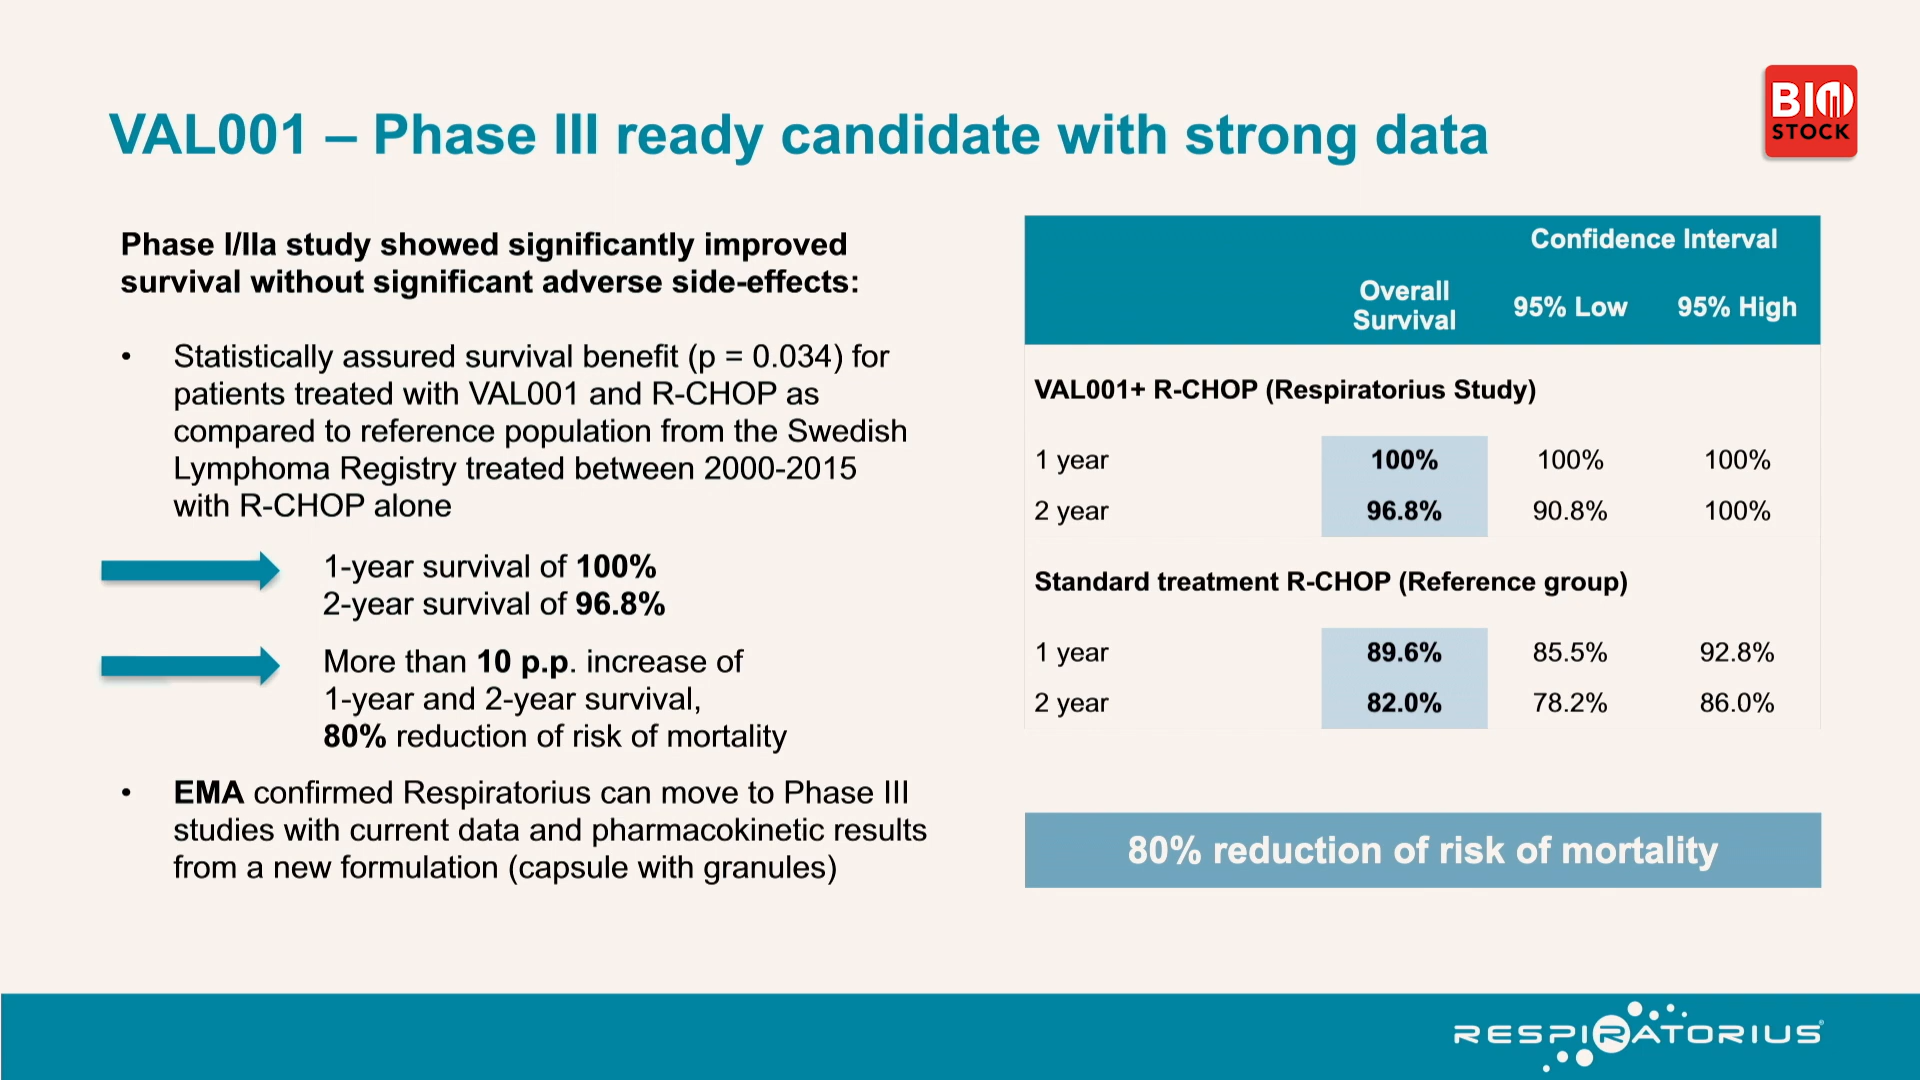 VAL001 – Phase III ready candidate with strong data
BIO
STOCK
Phase I/IIa study showed significantly improved
survival without significant adverse side-effects:
• Statistically assured survival benefit (p = 0.034) for
patients treated with VAL001 and R-CHOP as
compared to reference population from the Swedish
Lymphoma Registry treated between 2000-2015
with R-CHOP alone
1-year survival of 100%
2-year survival of 96.8%
More than 10 p.p. increase of
1-year and 2-year survival,
80% reduction of risk of mortality
• EMA confirmed Respiratorius can move to Phase III
studies with current data and pharmacokinetic results
from a new formulation (capsule with granules)
Confidence Interval
Overall
Survival 95% Low 95% High
VAL001+ R-CHOP (Respiratorius Study)
1 year 100% 100% 100%
2 year 96.8% 90.8% 100%
Standard treatment R-CHOP (Reference group)
1 year 89.6% 85.5% 92.8%
2 year 82.0% 78.2% 86.0%
80% reduction of risk of mortality
RESPIRATORIUS